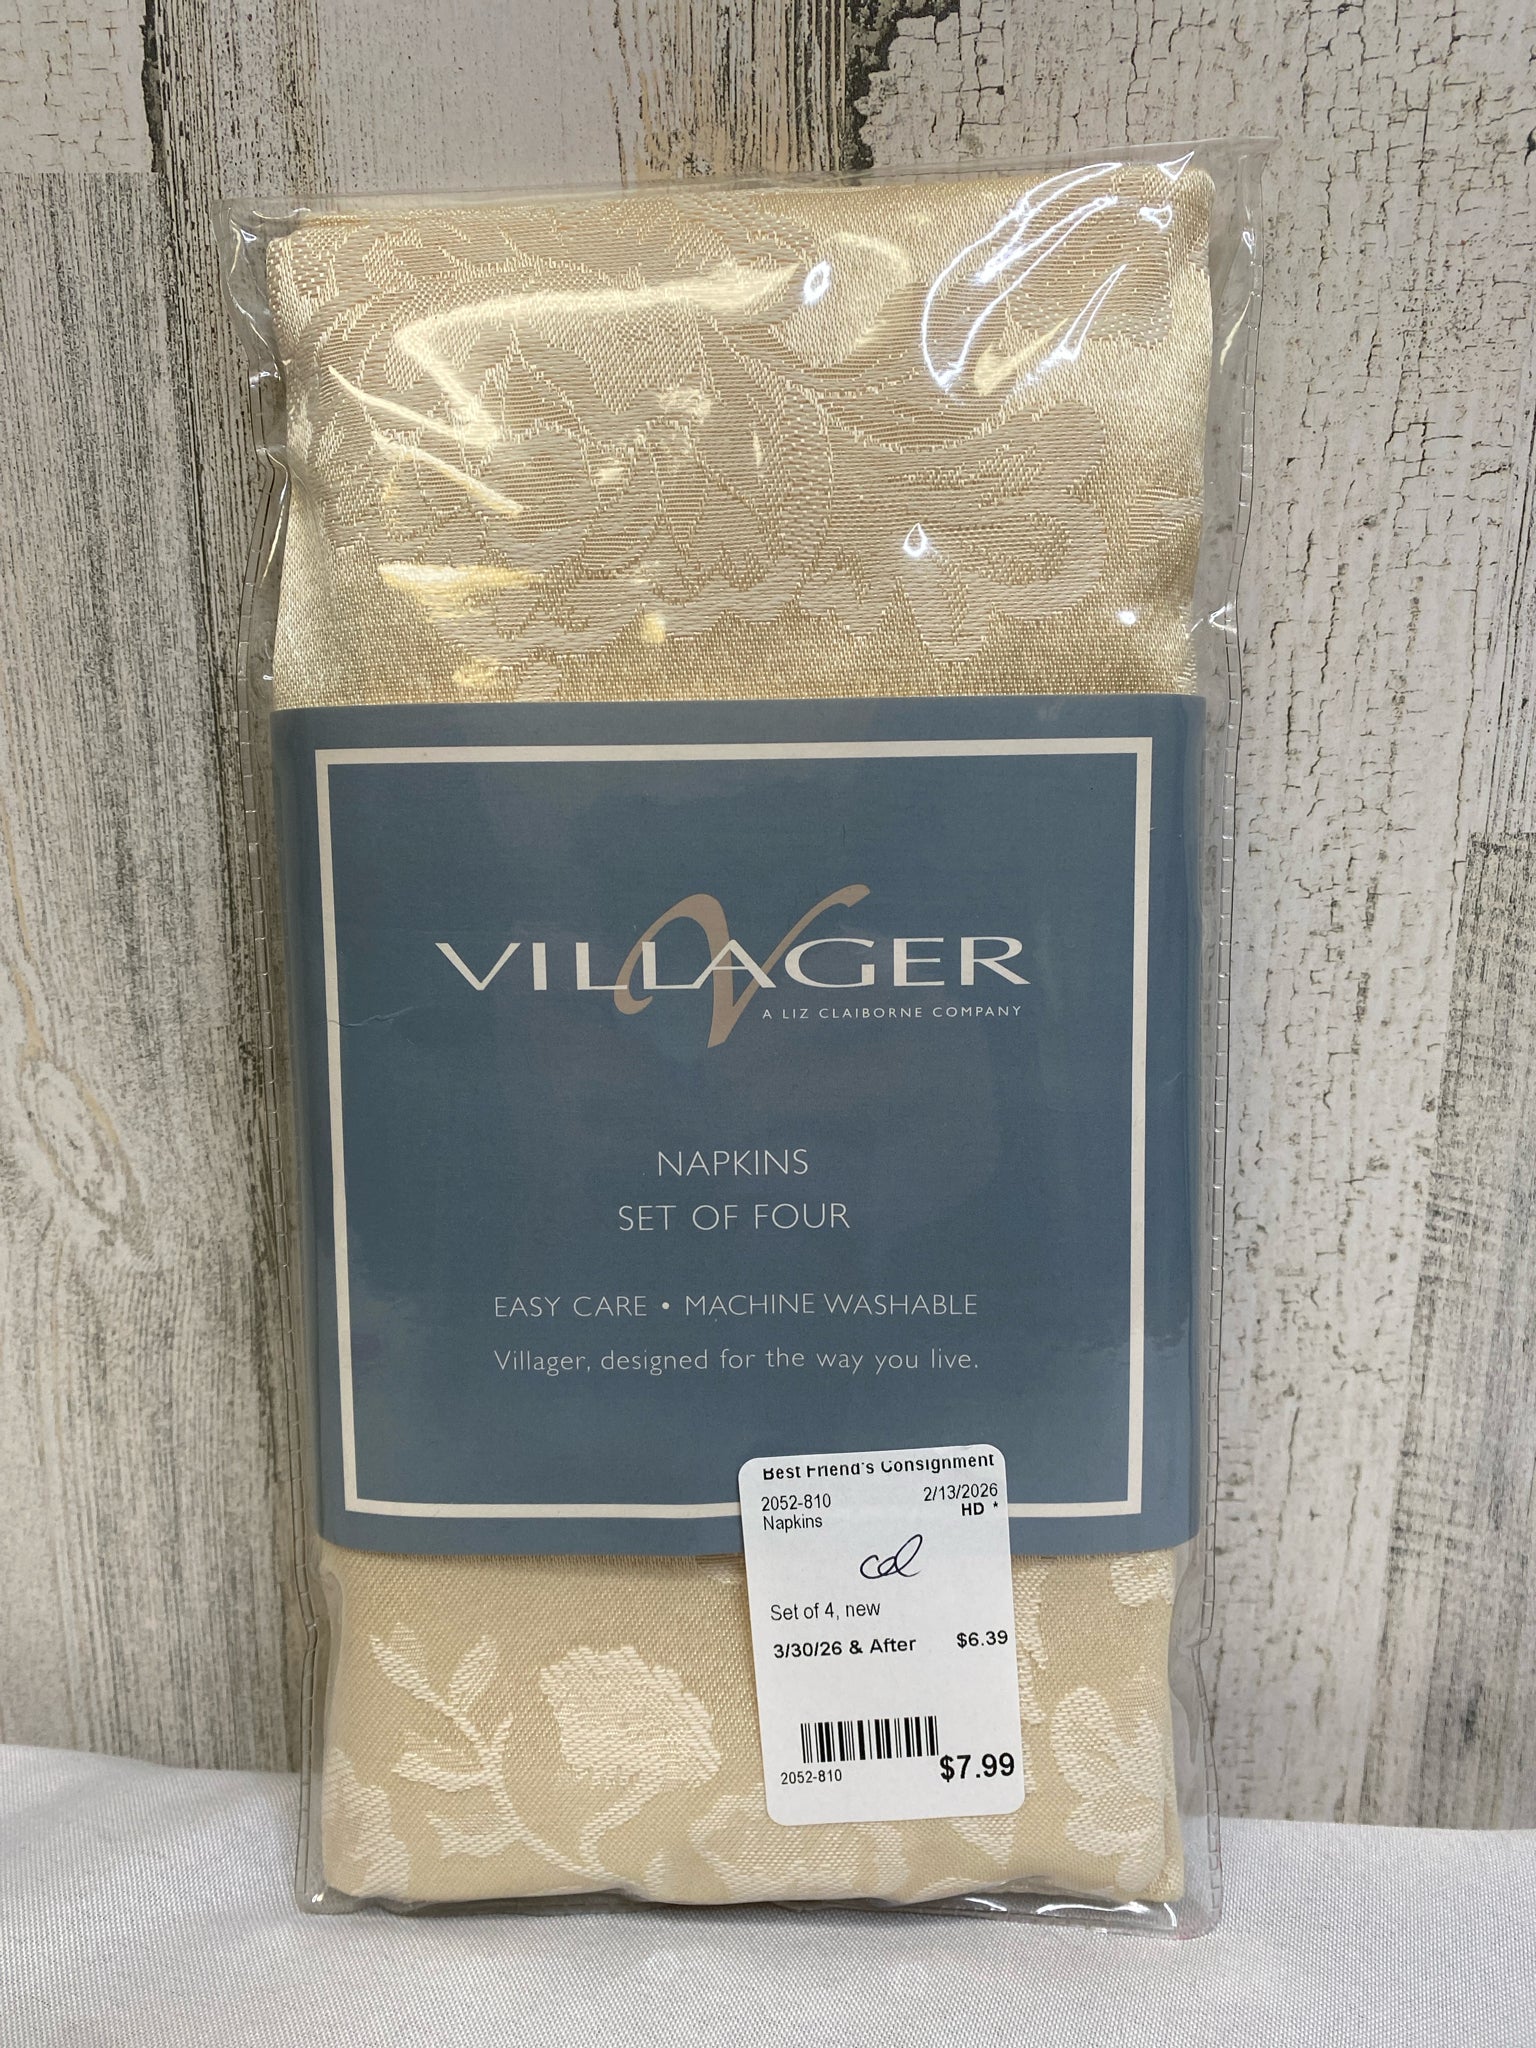 VILLAGER
A LIZ CLAIBORNE COMPANY
NAPKINS
SET OF FOUR
EASY CARE • MACHINE WASHABLE
Villager, designed for the way you live.
Best Friend's Consignment
2052-810 2/13/2026
HD *
Napkins
Set of 4, new
3/30/26 & After $6.39
$7.99
2052-810